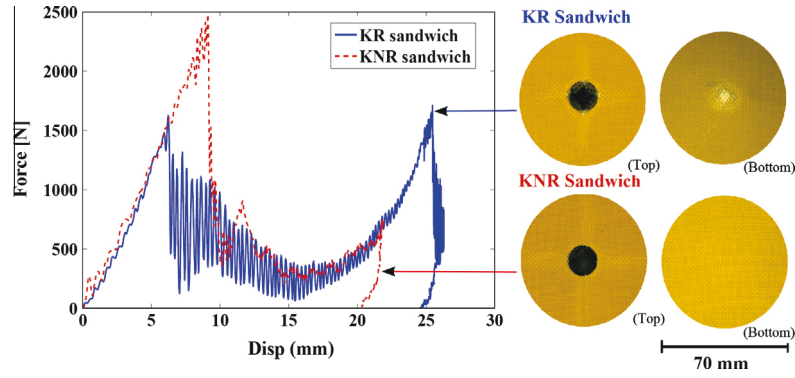 2500
2000
1500
1000
500
0
Force [N]
0 5 10 15 20 25 30
Disp (mm)
KR sandwich
KNR sandwich
KR Sandwich
(Top)
(Bottom)
KNR Sandwich
(Top)
(Bottom)
70 mm